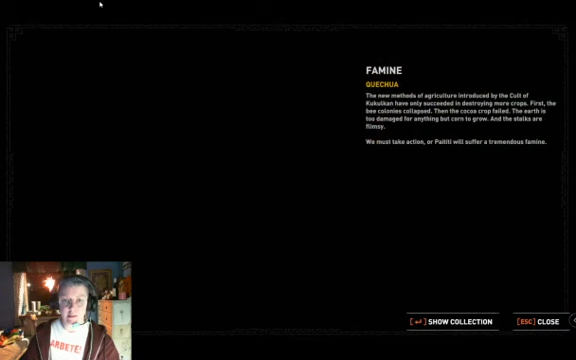 FAMINE
QUECHUA
The new methods of agriculture introduced by the Cult of
Kukulkan have only succeeded in destroying more crops. First, the
bee colonies collapsed. Then the cocoa crop failed. The earth is
too damaged for anything but corn to grow. And the stalks are
flimsy.
We must take action, or Paititi will suffer a tremendous famine.
ARBETE
[↵] SHOW COLLECTION
[ESC] CLOSE